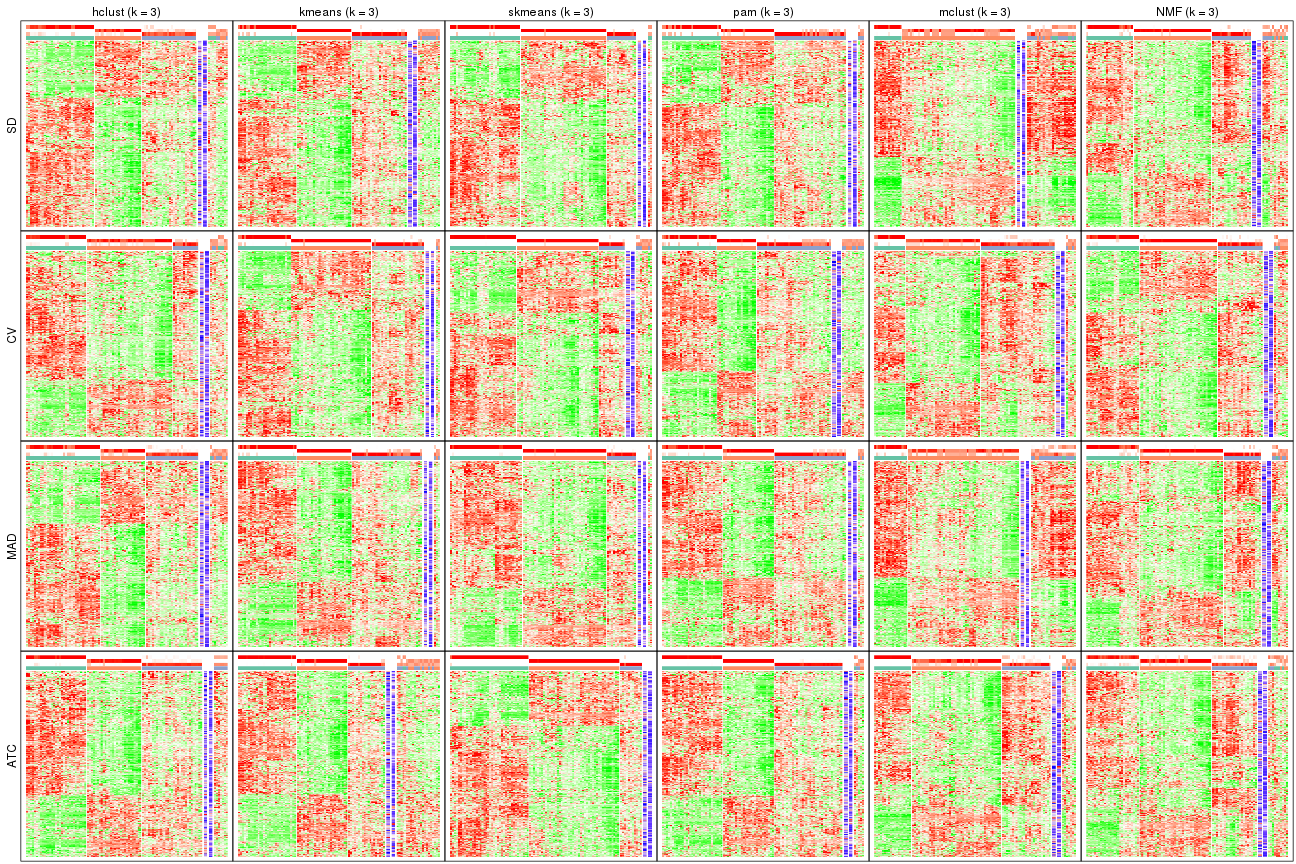 hclust (k = 3) kmeans (k = 3) skmeans (k = 3) pam (k = 3) mclust (k = 3) NMF (k = 3)
SD
CV
MAD
ATC